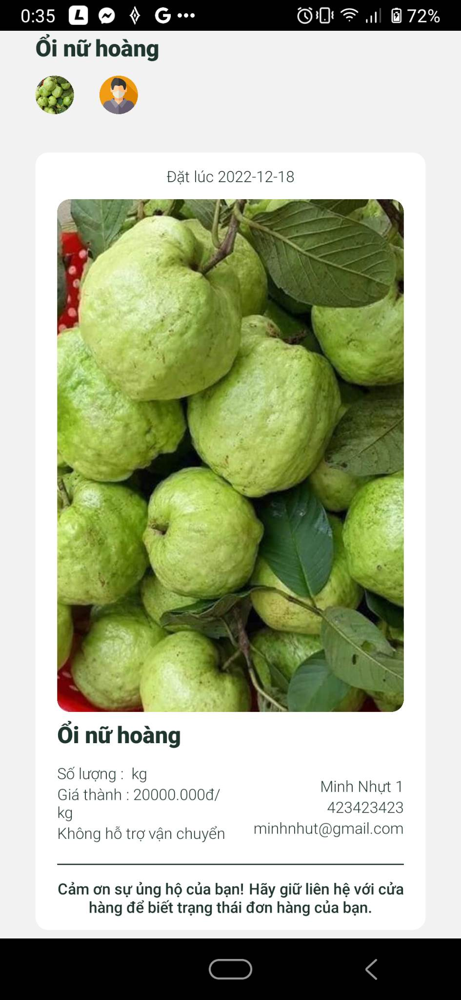 0:35
72%
Ổi nữ hoàng
Đặt lúc 2022-12-18
Ổi nữ hoàng
Số lượng :  kg
Giá thành : 20000.000đ/
kg
Không hỗ trợ vận chuyển
Minh Nhựt 1
423423423
minhnhut@gmail.com
Cảm ơn sự ủng hộ của bạn! Hãy giữ liên hệ với cửa
hàng để biết trạng thái đơn hàng của bạn.